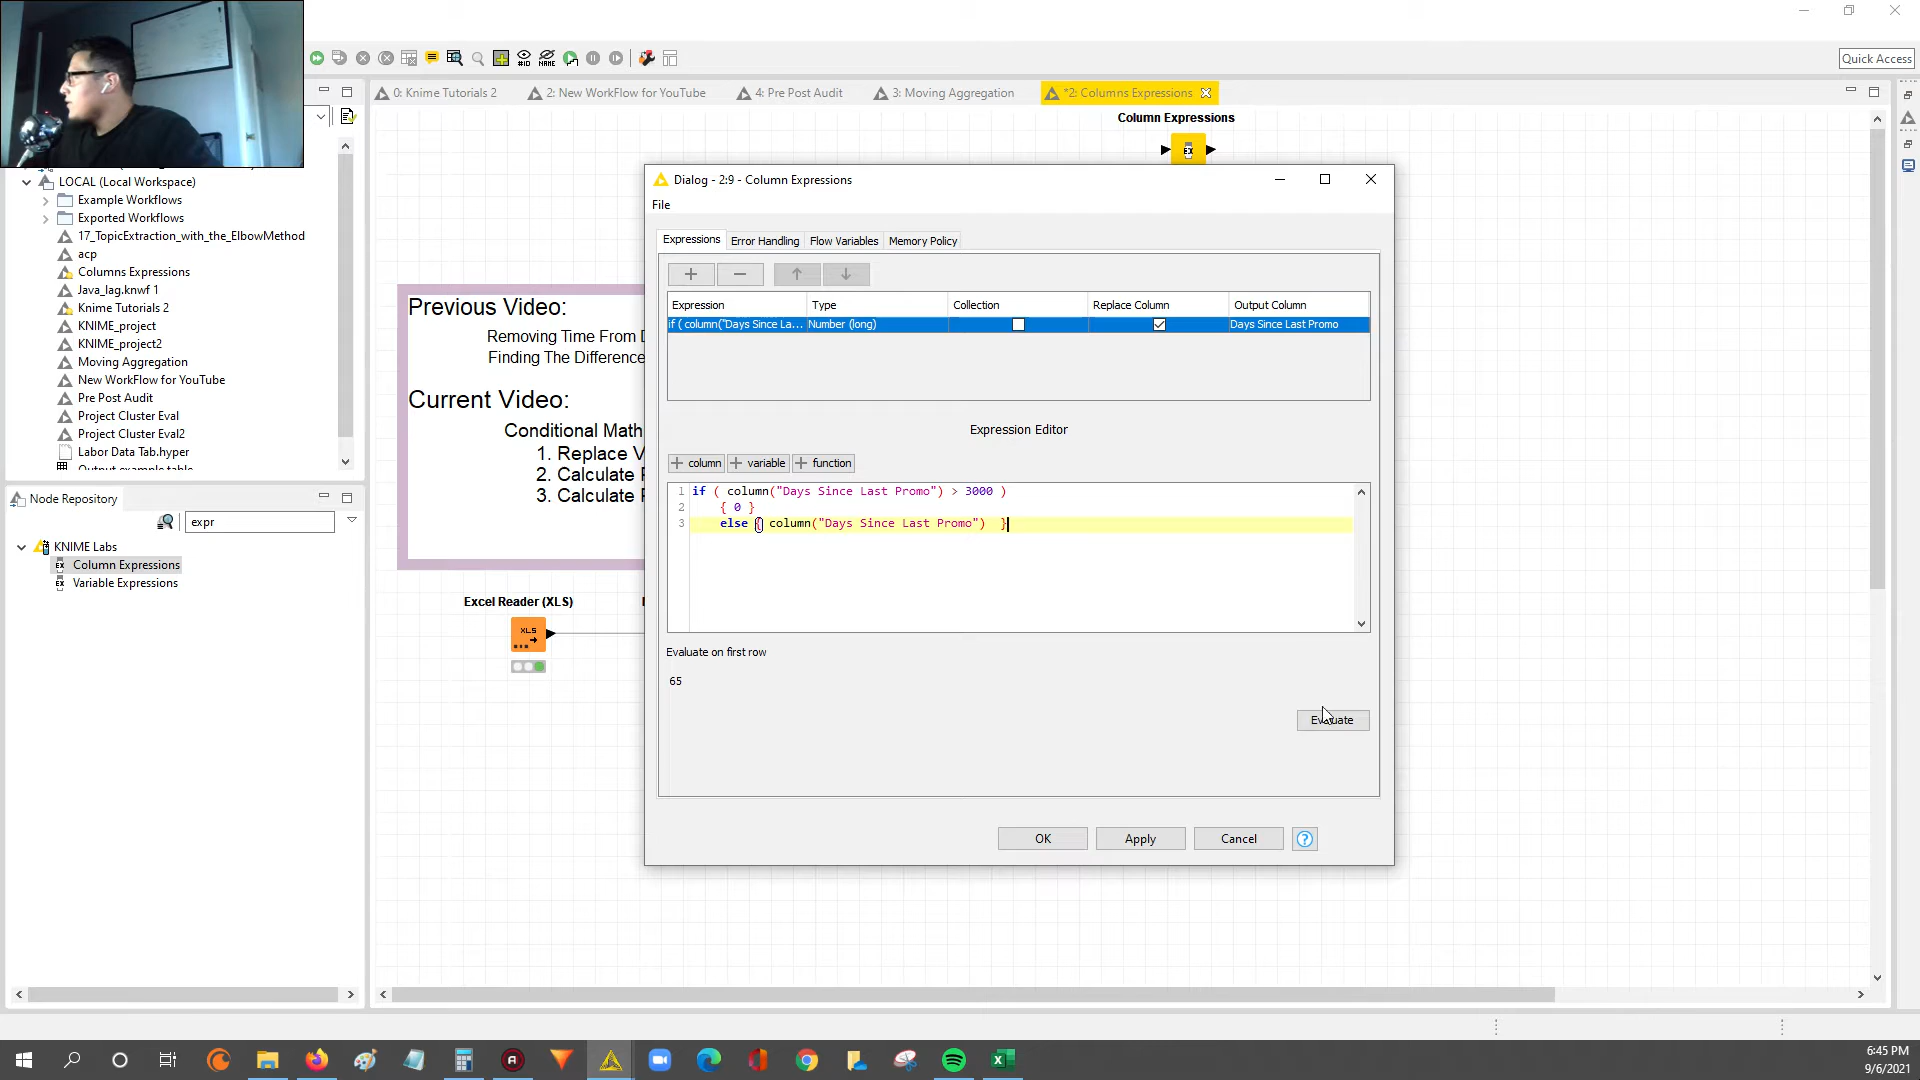 Quick Access
0: Knime Tutorials 2
2: New WorkFlow for YouTube
4: Pre Post Audit
3: Moving Aggregation
*2: Columns Expressions
Column Expressions
LOCAL (Local Workspace)
Example Workflows
Exported Workflows
17_TopicExtraction_with_the_ElbowMethod
acp
Columns Expressions
Java_lag.knwf 1
Knime Tutorials 2
KNIME_project
KNIME_project2
Moving Aggregation
New WorkFlow for YouTube
Pre Post Audit
Project Cluster Eval
Project Cluster Eval2
Labor Data Tab.hyper
Output example table
Node Repository
expr
KNIME Labs
Column Expressions
Variable Expressions
Previous Video:
Removing Time From
Finding The Difference
Current Video:
Conditional Math
1. Replace
2. Calculate
3. Calculate
Excel Reader (XLS)
XLS
Dialog - 2:9 - Column Expressions
File
Expressions
Error Handling
Flow Variables
Memory Policy
Expression
Type
Collection
Replace Column
Output Column
if ( column("Days Since La...
Number (long)
Days Since Last Promo
Expression Editor
column
variable
function
1 if ( column("Days Since Last Promo") > 3000 )
2 { 0 }
3 else { column("Days Since Last Promo") }
Evaluate on first row
65
Evaluate
OK
Apply
Cancel
6:45 PM
9/6/2021